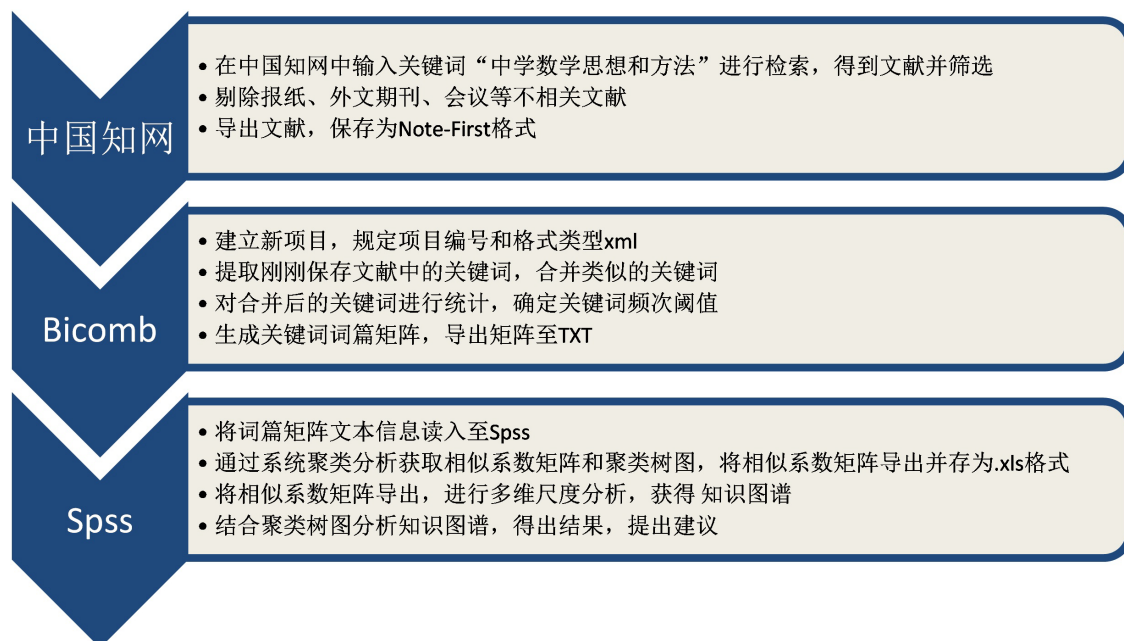 中国知网
• 在中国知网中输入关键词“中学数学思想和方法”进行检索，得到文献并筛选
• 剔除报纸、外文期刊、会议等不相关文献
• 导出文献，保存为Note-First格式
Bicomb
• 建立新项目，规定项目编号和格式类型xml
• 提取刚刚保存文献中的关键词，合并类似的关键词
• 对合并后的关键词进行统计，确定关键词频次阈值
• 生成关键词词篇矩阵，导出矩阵至TXT
Spss
• 将词篇矩阵文本信息读入至Spss
• 通过系统聚类分析获取相似系数矩阵和聚类树图，将相似系数矩阵导出并存为.xls格式
• 将相似系数矩阵导出，进行多维尺度分析，获得 知识图谱
• 结合聚类树图分析知识图谱，得出结果，提出建议